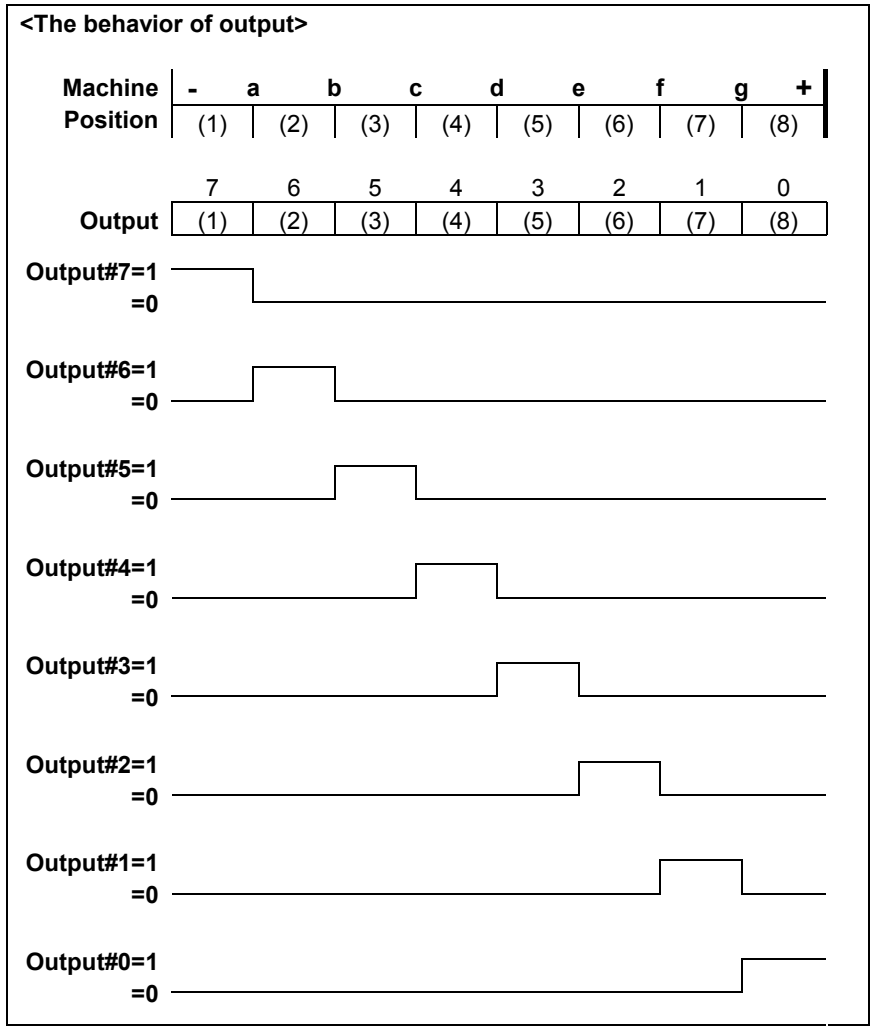 <The behavior of output>
Machine - a b c d e f g +
Position (1) (2) (3) (4) (5) (6) (7) (8)
7 6 5 4 3 2 1 0
Output (1) (2) (3) (4) (5) (6) (7) (8)
Output#7=1
=0
Output#6=1
=0
Output#5=1
=0
Output#4=1
=0
Output#3=1
=0
Output#2=1
=0
Output#1=1
=0
Output#0=1
=0